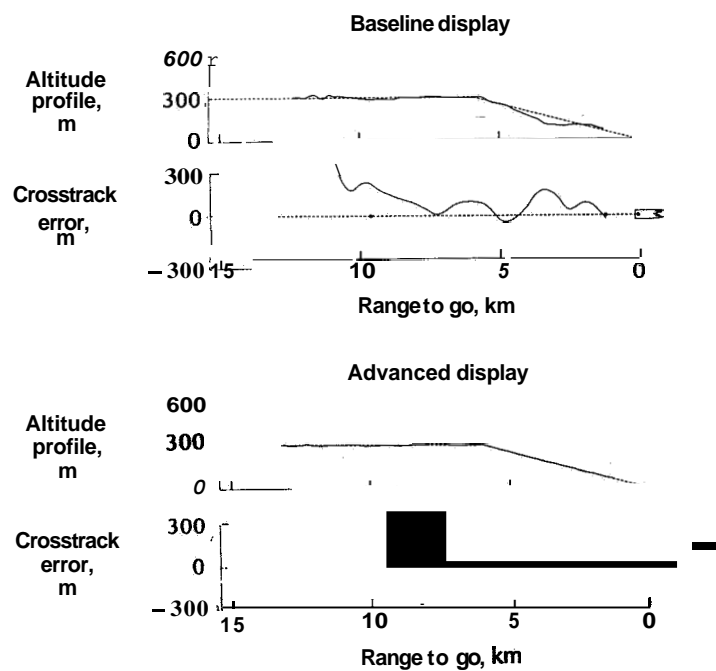 Baseline display
600
Altitude
profile,
m
300
0
Crosstrack
error,
m
300
0
– 300
15
10
5
0
Range to go, km
Advanced display
Altitude
profile,
m
600
300
0
Crosstrack
error,
m
300
0
– 300
15
10
5
0
Range to go, km